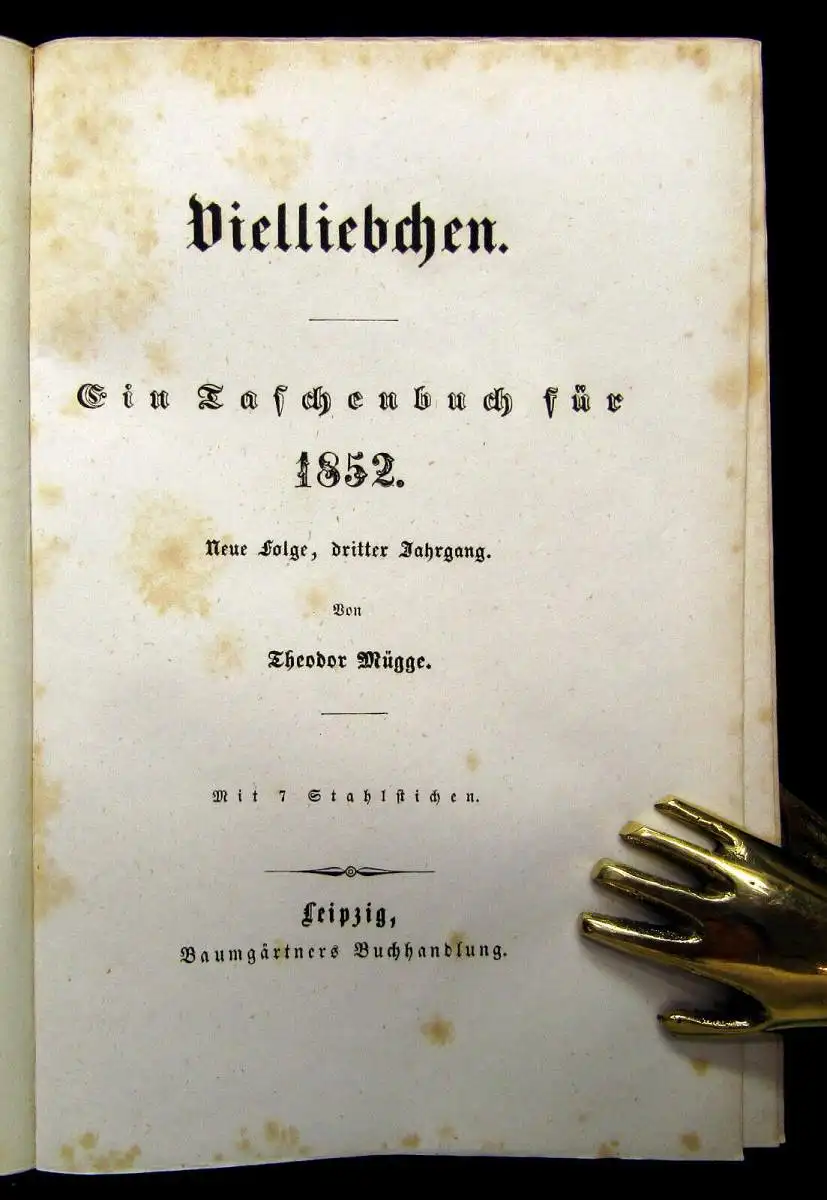 Vielliebchen.
Ein Taschenbuch für
1852.
Neue Folge, dritter Jahrgang.
Von
Theodor Mügge.
Mit 7 Stahlstichen.
Leipzig,
Baumgärtners Buchhandlung.